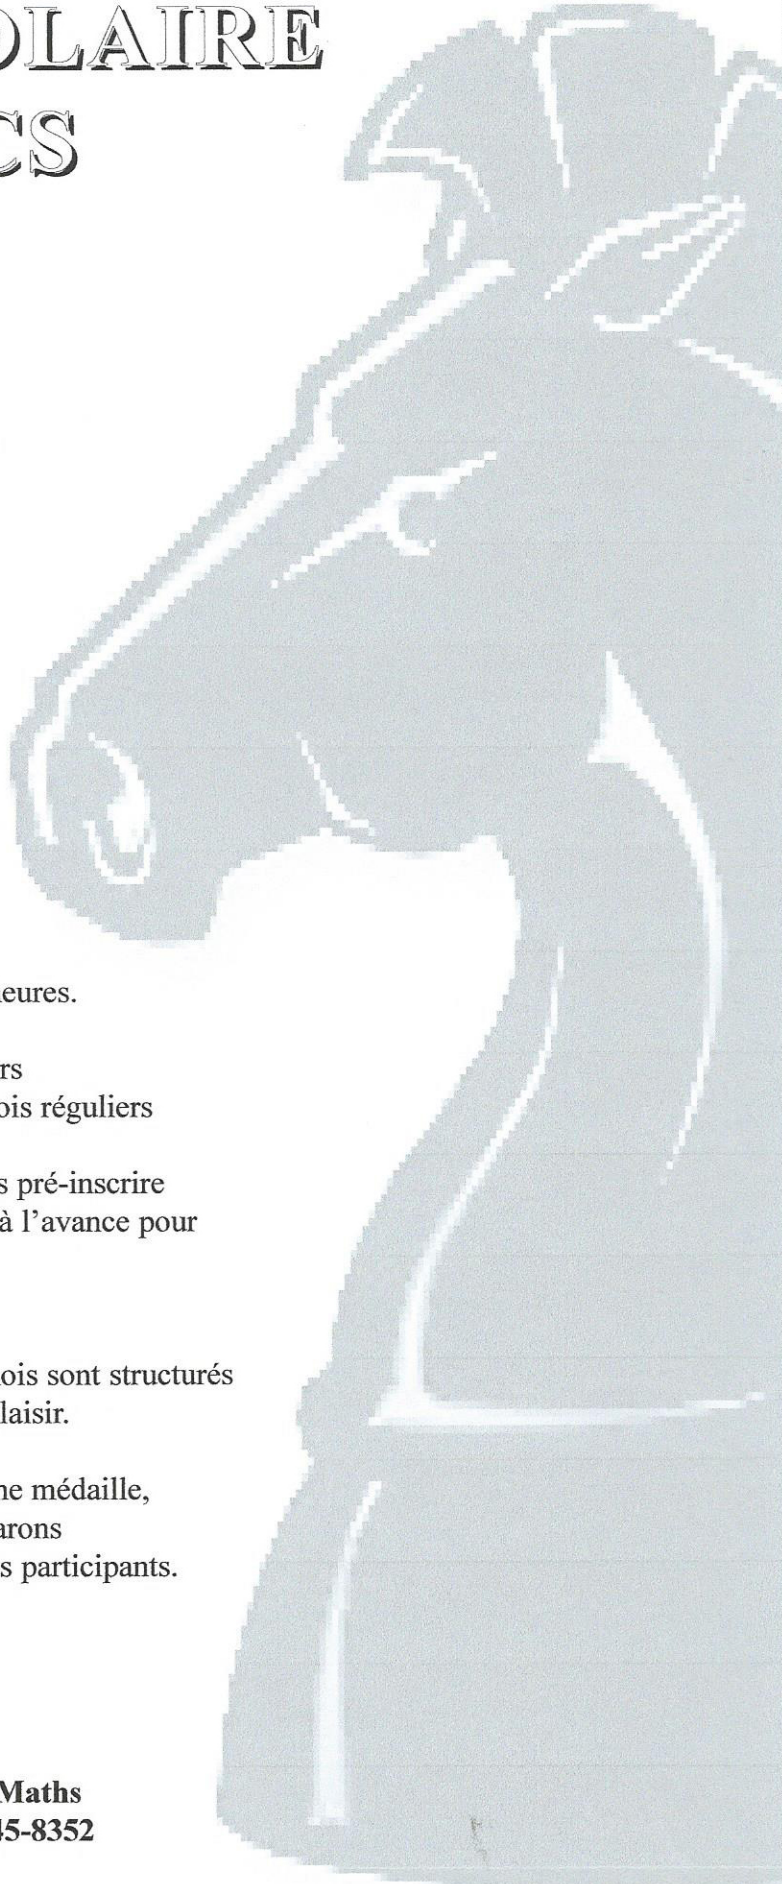 OLAIRE
CS
eures.
rs
ois réguliers
s pré-inscrire
à l’avance pour
ois sont structurés
laisir.
ne médaille,
arons
s participants.
Maths
45-8352